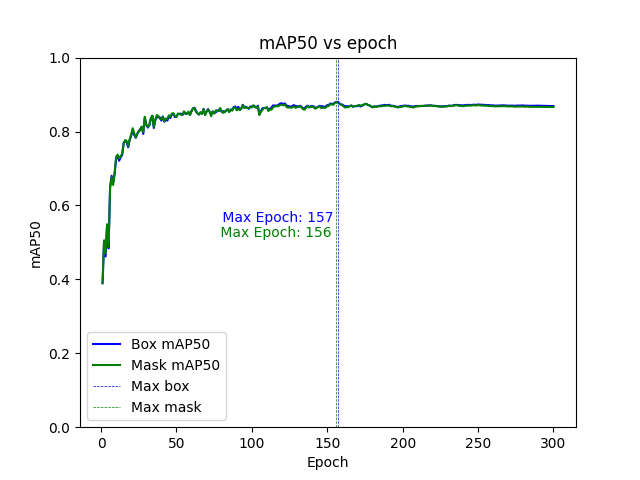 mAP50 vs epoch
1.0
0.8
0.6
0.4
0.2
0.0
mAP50
Max Epoch: 157
Max Epoch: 156
Box mAP50
Mask mAP50
Max box
Max mask
0 50 100 150 200 250 300
Epoch